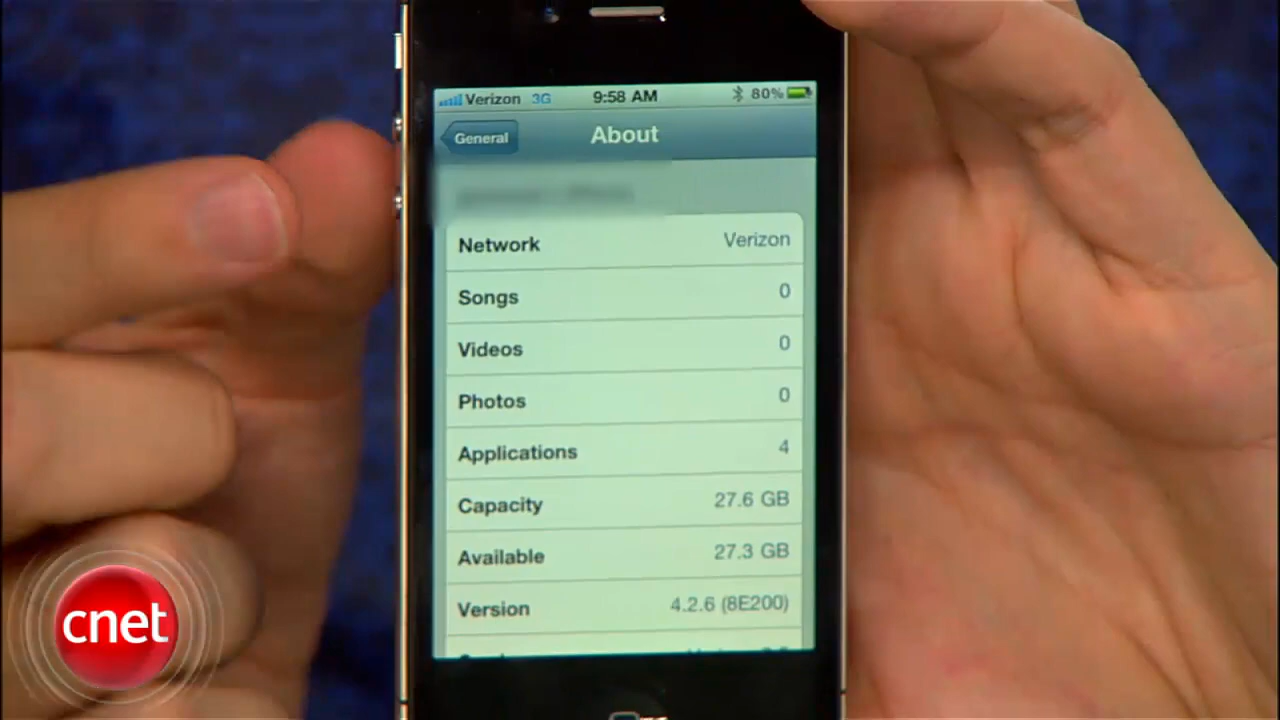 Verizon 3G 9:58 AM 80%
General About
Network Verizon
Songs 0
Videos 0
Photos 0
Applications 4
Capacity 27.6 GB
Available 27.3 GB
Version 4.2.6 (8E200)
cnet